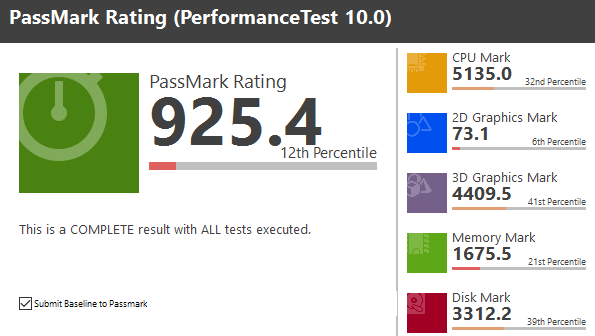 PassMark Rating (PerformanceTest 10.0)
PassMark Rating
925.4
12th Percentile
This is a COMPLETE result with ALL tests executed.
Submit Baseline to Passmark
CPU Mark
5135.0
32nd Percentile
2D Graphics Mark
73.1
6th Percentile
3D Graphics Mark
4409.5
41st Percentile
Memory Mark
1675.5
21st Percentile
Disk Mark
3312.2
39th Percentile